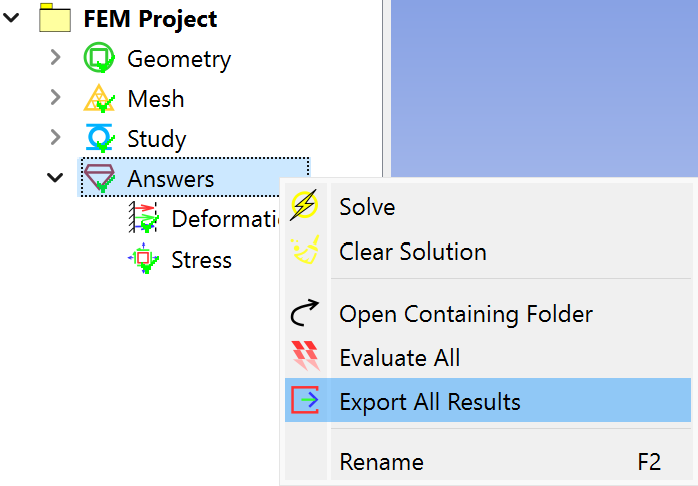 FEM Project
Geometry
Mesh
Study
Answers
Deformati
Stress
Solve
Clear Solution
Open Containing Folder
Evaluate All
Export All Results
Rename F2